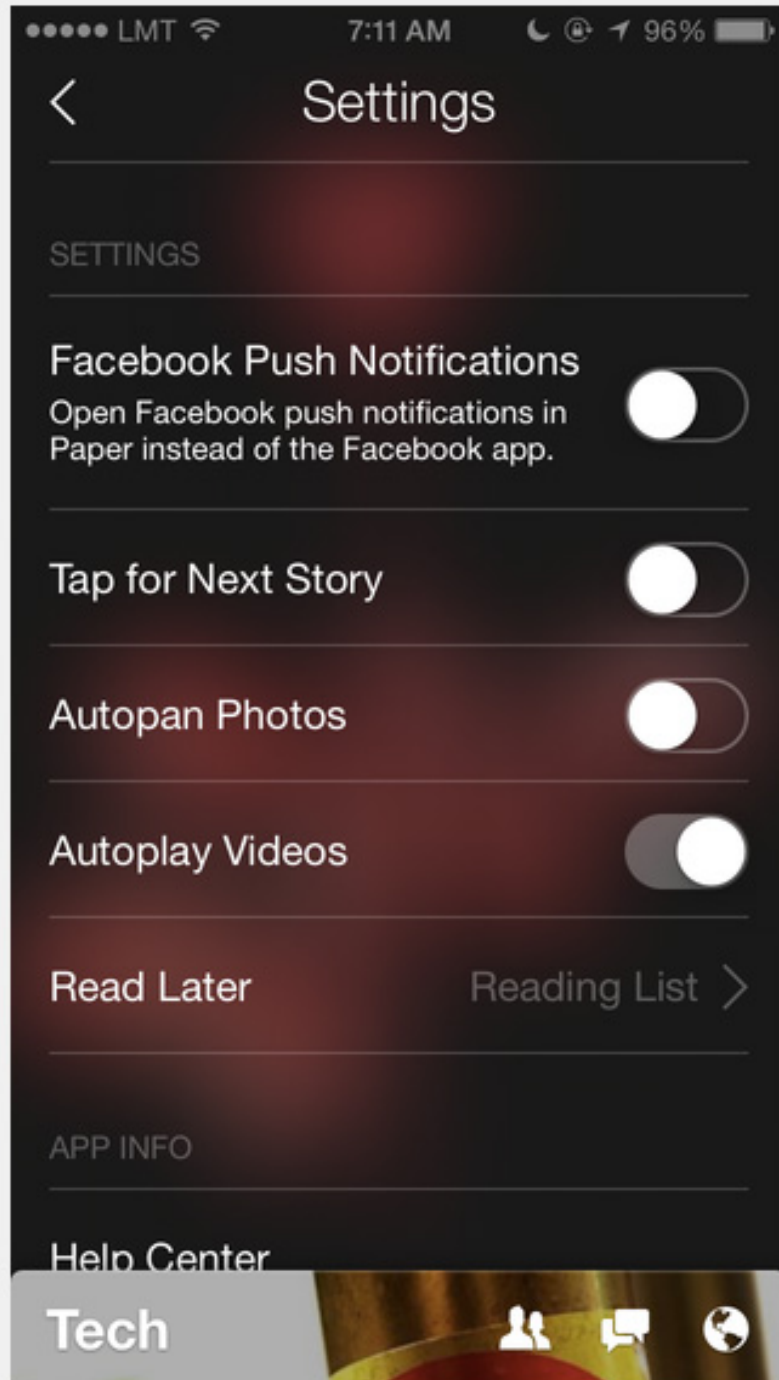 LMT 7:11 AM 96%
Settings
SETTINGS
Facebook Push Notifications
Open Facebook push notifications in
Paper instead of the Facebook app.
Tap for Next Story
Autopan Photos
Autoplay Videos
Read Later Reading List
APP INFO
Help Center
Tech